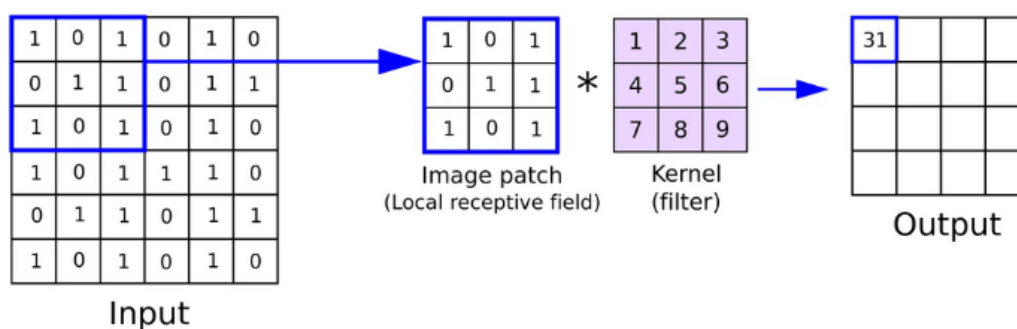 1 0 1 0 1 0
0 1 1 0 1 1
1 0 1 0 1 0
1 0 1 1 1 0
0 1 1 0 1 1
1 0 1 0 1 0
Input
1 0 1
0 1 1
1 0 1
Image patch
(Local receptive field)
*
1 2 3
4 5 6
7 8 9
Kernel
(filter)
31
Output